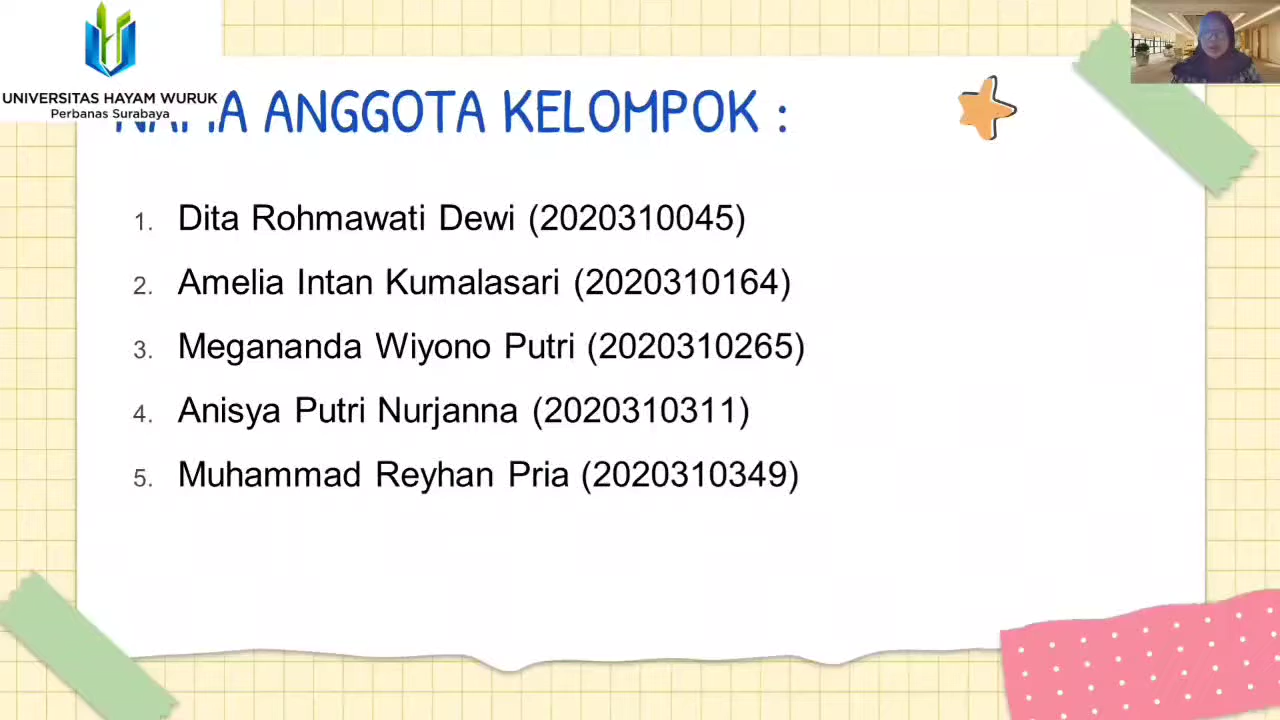 UNIVERSITAS HAYAM WURUK
Perbanas Surabaya
ANGGOTA KELOMPOK :
1. Dita Rohmawati Dewi (2020310045)
2. Amelia Intan Kumalasari (2020310164)
3. Megananda Wiyono Putri (2020310265)
4. Anisya Putri Nurjanna (2020310311)
5. Muhammad Reyhan Pria (2020310349)